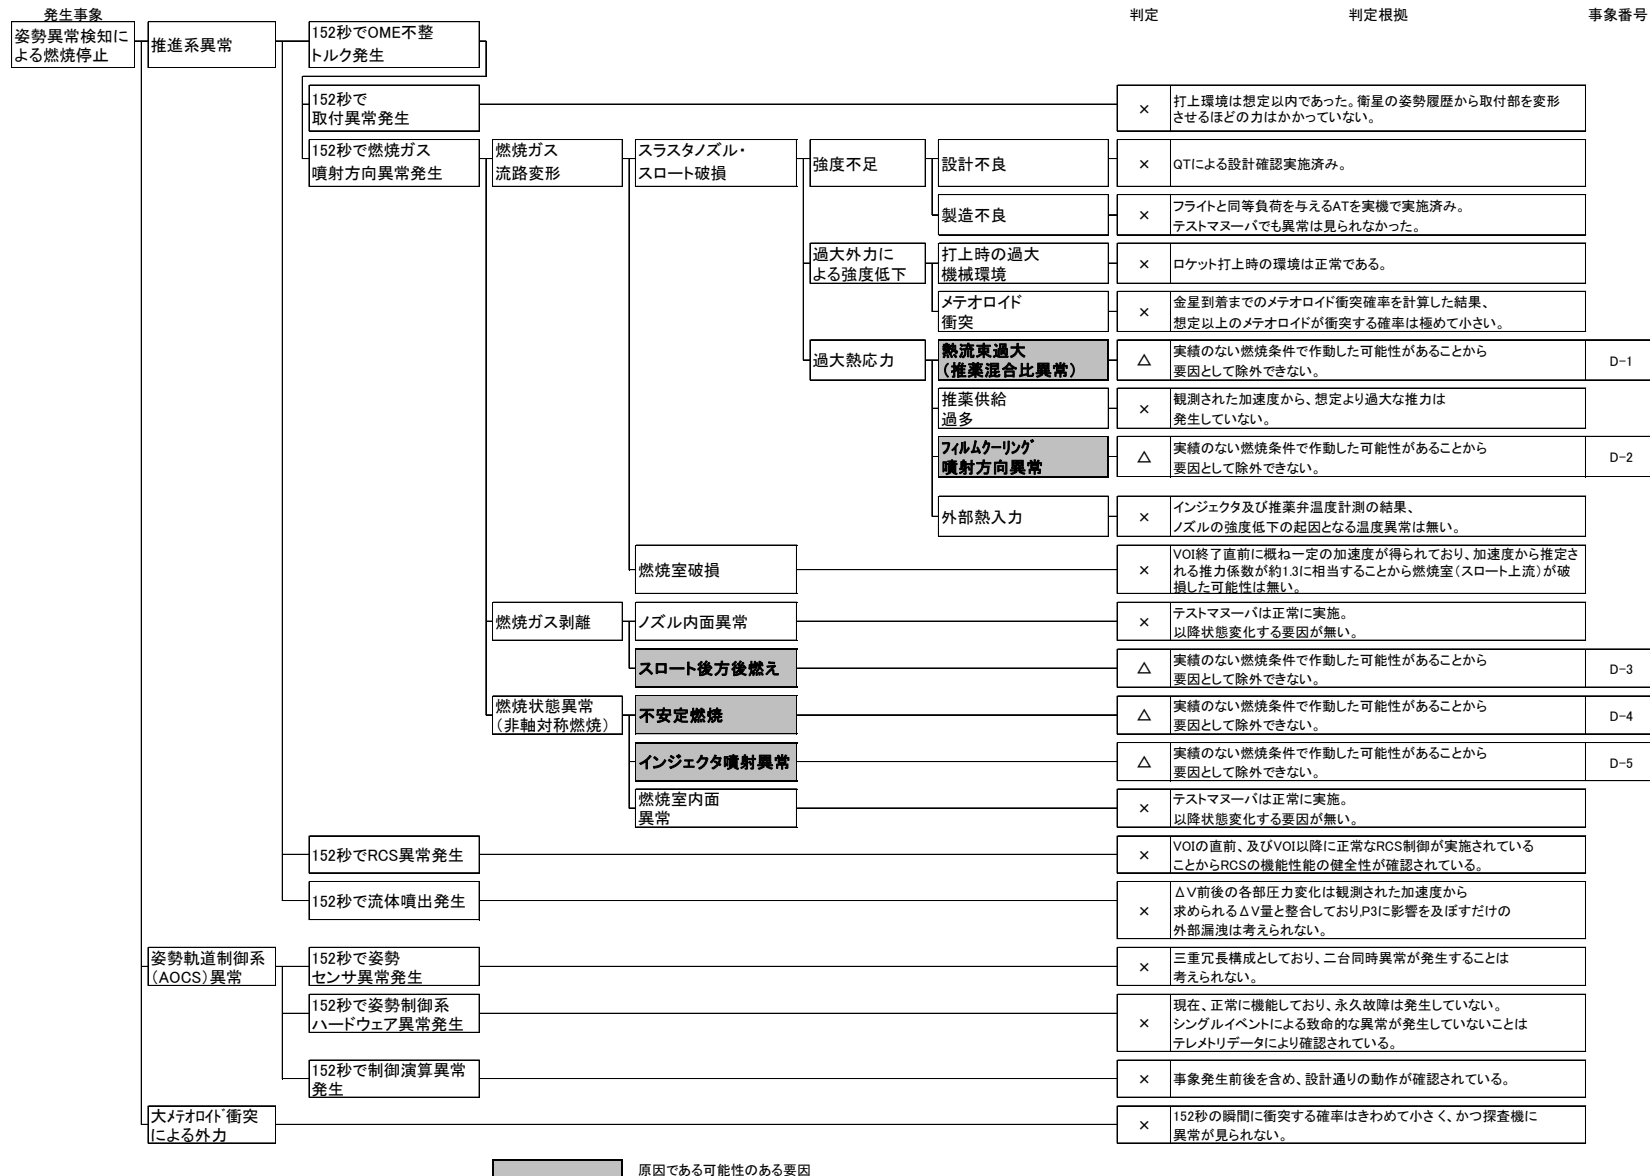 発生事象
判定
判定根拠
事象番号
姿勢異常検知に
よる燃焼停止
推進系異常
152秒でOME不整
トルク発生
152秒で
取付異常発生
×
打上環境は想定以内であった。衛星の姿勢履歴から取付部を変形
させるほどの力はかかっていない。
152秒で燃焼ガス
噴射方向異常発生
燃焼ガス
流路変形
スラスタノズル・
スロート破損
強度不足
設計不良
×
QTによる設計確認実施済み。
製造不良
×
フライトと同等負荷を与えるATを実機で実施済み。
テストマヌーバでも異常は見られなかった。
過大外力に
よる強度低下
打上時の過大
機械環境
×
ロケット打上時の環境は正常である。
メテオロイド
衝突
×
金星到着までのメテオロイド衝突確率を計算した結果、
想定以上のメテオロイドが衝突する確率は極めて小さい。
過大熱応力
熱流束過大
(推薬混合比異常)
△
実績のない燃焼条件で作動した可能性があることから
要因として除外できない。
D-1
推薬供給
過多
×
観測された加速度から、想定より過大な推力は
発生していない。
フィルムクーリング
噴射方向異常
△
実績のない燃焼条件で作動した可能性があることから
要因として除外できない。
D-2
外部熱入力
×
インジェクタ及び推薬弁温度計測の結果、
ノズルの強度低下の起因となる温度異常は無い。
燃焼室破損
×
VOI終了直前に概ね一定の加速度が得られており、加速度から推定さ
れる推力係数が約1.3に相当することから燃焼室(スロート上流)が破
損した可能性は無い。
燃焼ガス剥離
ノズル内面異常
×
テストマヌーバは正常に実施。
以降状態変化する要因が無い。
スロート後方後燃え
△
実績のない燃焼条件で作動した可能性があることから
要因として除外できない。
D-3
燃焼状態異常
(非軸対称燃焼)
不安定燃焼
△
実績のない燃焼条件で作動した可能性があることから
要因として除外できない。
D-4
インジェクタ噴射異常
△
実績のない燃焼条件で作動した可能性があることから
要因として除外できない。
D-5
燃焼室内面
異常
×
テストマヌーバは正常に実施。
以降状態変化する要因が無い。
152秒でRCS異常発生
×
VOIの直前、及びVOI以降に正常なRCS制御が実施されている
ことからRCSの機能性能の健全性が確認されている。
152秒で流体噴出発生
×
ΔV前後の各部圧力変化は観測された加速度から
求められるΔV量と整合しており,P3に影響を及ぼすだけの
外部漏洩は考えられない。
姿勢軌道制御系
(AOCS)異常
152秒で姿勢
センサ異常発生
×
三重冗長構成としており、二台同時異常が発生することは
考えられない。
152秒で姿勢制御系
ハードウェア異常発生
×
現在、正常に機能しており、永久故障は発生していない。
シングルイベントによる致命的な異常が発生していないことは
テレメトリデータにより確認されている。
152秒で制御演算異常
発生
×
事象発生前後を含め、設計通りの動作が確認されている。
大メテオロイド衝突
による外力
×
152秒の瞬間に衝突する確率はきわめて小さく、かつ探査機に
異常が見られない。
原因である可能性のある要因